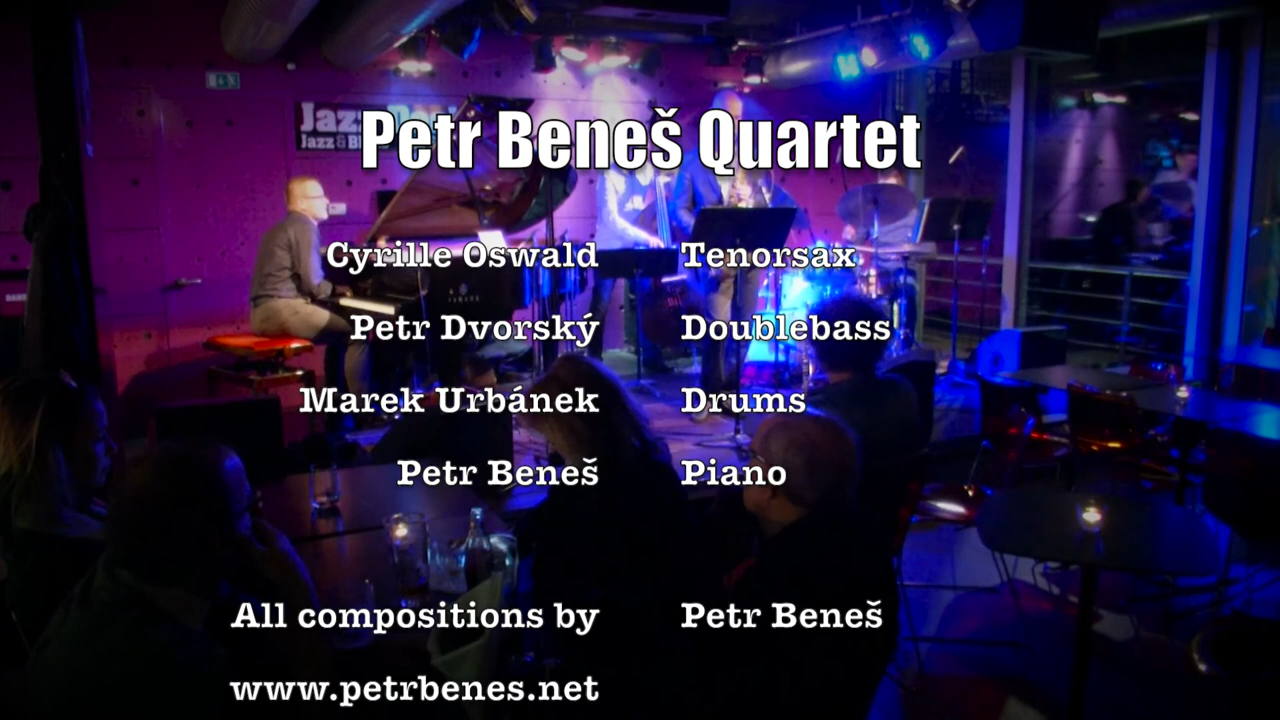 Petr Beneš Quartet
Cyrille Oswald Tenorsax
Petr Dvorský Doublebass
Marek Urbánek Drums
Petr Beneš Piano
All compositions by Petr Beneš
www.petrbenes.net